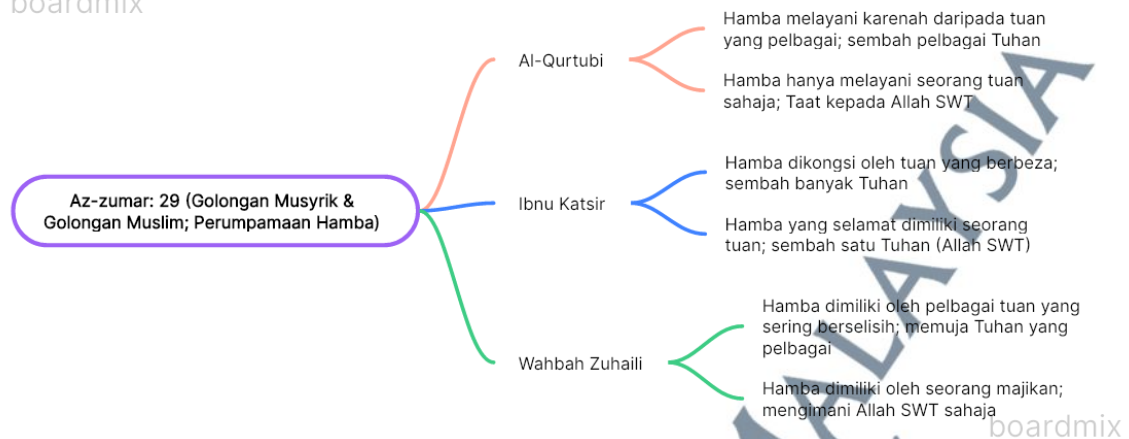 boardmix
Hamba melayani karenah daripada tuan
yang pelbagai; sembah pelbagai Tuhan
Al-Qurtubi
Hamba hanya melayani seorang tuan
sahaja; Taat kepada Allah SWT
Az-zumar: 29 (Golongan Musyrik &
Golongan Muslim; Perumpamaan Hamba)
Hamba dikongsi oleh tuan yang berbeza;
sembah banyak Tuhan
Ibnu Katsir
Hamba yang selamat dimiliki seorang
tuan; sembah satu Tuhan (Allah SWT)
Hamba dimiliki oleh pelbagai tuan yang
sering berselisih; memuja Tuhan yang
pelbagai
Wahbah Zuhaili
Hamba dimiliki oleh seorang majikan;
mengimani Allah SWT sahaja
MALAYSIA
boardmix